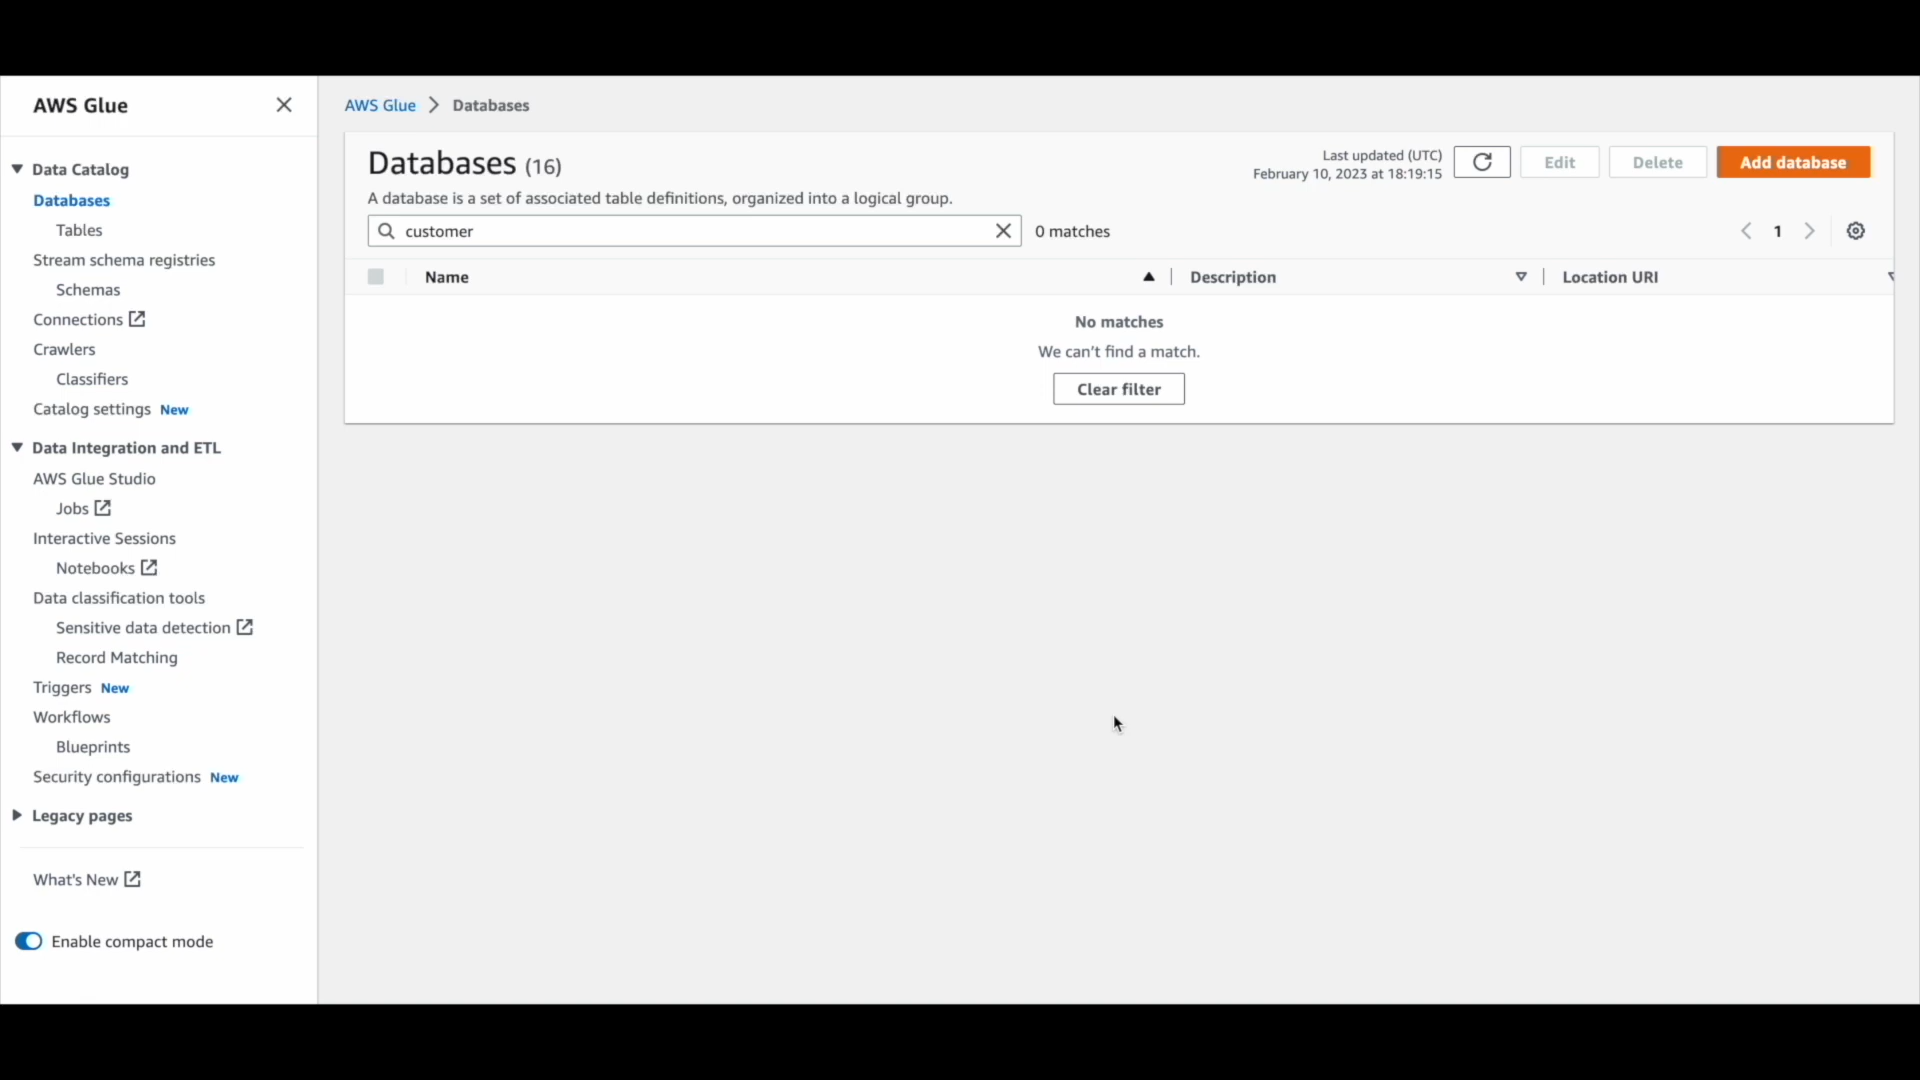 AWS Glue
Data Catalog
Databases
Tables
Stream schema registries
Schemas
Connections
Crawlers
Classifiers
Catalog settings New
Data Integration and ETL
AWS Glue Studio
Jobs
Interactive Sessions
Notebooks
Data classification tools
Sensitive data detection
Record Matching
Triggers New
Workflows
Blueprints
Security configurations New
Legacy pages
What's New
Enable compact mode
AWS Glue > Databases
Databases (16)
Last updated (UTC)
February 10, 2023 at 18:19:15
Edit
Delete
Add database
A database is a set of associated table definitions, organized into a logical group.
customer
0 matches
1
Name
Description
Location URI
No matches
We can't find a match.
Clear filter